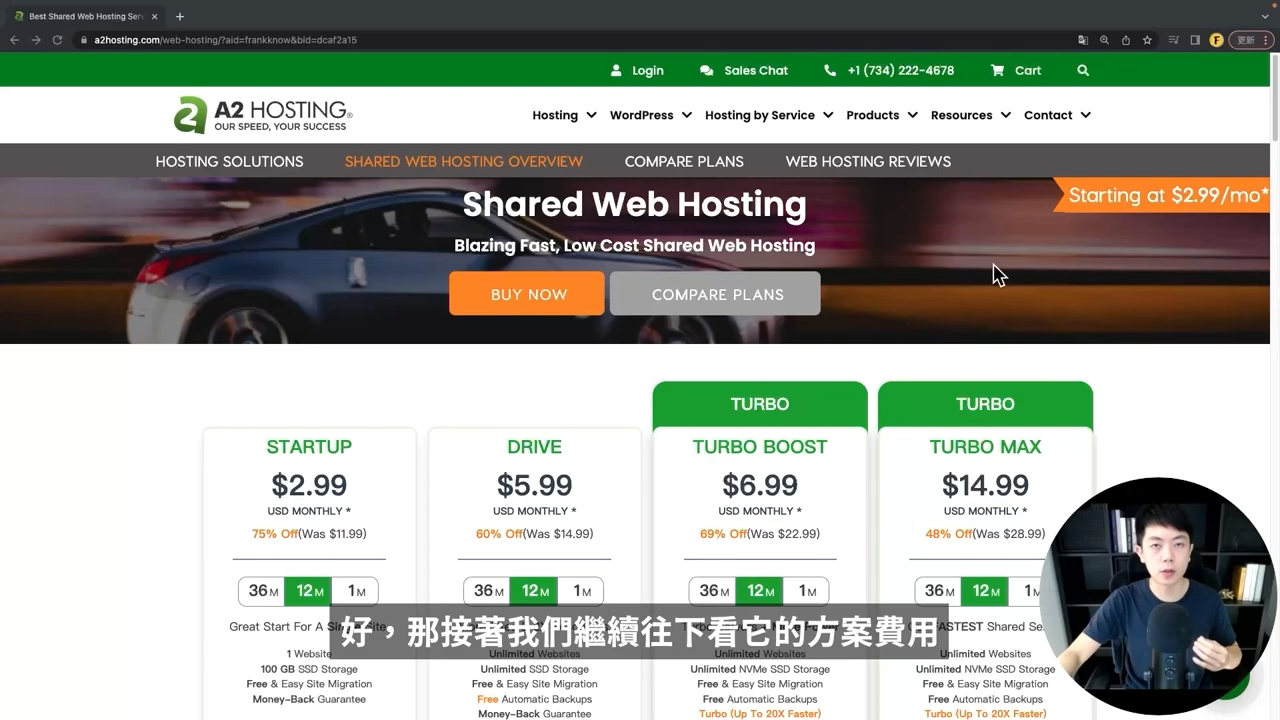 Best Shared Web Hosting Serv
a2hosting.com/web-hosting/?aid=frankknow&bid=dcaf2a15
F
更新
Login
Sales Chat
+1 (734) 222-4678
Cart
A2 HOSTING®
OUR SPEED, YOUR SUCCESS
Hosting
WordPress
Hosting by Service
Products
Resources
Contact
HOSTING SOLUTIONS
SHARED WEB HOSTING OVERVIEW
COMPARE PLANS
WEB HOSTING REVIEWS
Starting at $2.99/mo*
Shared Web Hosting
Blazing Fast, Low Cost Shared Web Hosting
BUY NOW
COMPARE PLANS
STARTUP
$2.99
USD MONTHLY *
75% Off(Was $11.99)
36M 12M 1M
Great Start For A
1 Website
100 GB SSD Storage
Free & Easy Site Migration
Money-Back Guarantee
DRIVE
$5.99
USD MONTHLY *
60% Off(Was $14.99)
36M 12M 1M
Unlimited Websites
Unlimited SSD Storage
Free & Easy Site Migration
Free Automatic Backups
Money-Back Guarantee
TURBO
TURBO BOOST
$6.99
USD MONTHLY *
69% Off(Was $22.99)
36M 12M 1M
Unlimited Websites
Unlimited NVMe SSD Storage
Free & Easy Site Migration
Free Automatic Backups
Turbo (Up To 20X Faster)
TURBO
TURBO MAX
$14.99
USD MONTHLY *
48% Off(Was $28.99)
36M 12M 1
FASTEST Shared Se
Unlimited Websites
Unlimited NVMe SSD Storage
Free & Easy Site Migration
Free Automatic Backups
Turbo (Up To 20X Faster)
好，那接著我們繼續往下看它的方案費用